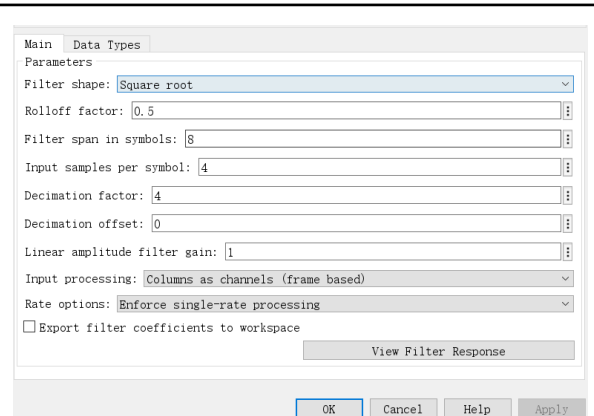 Main Data Types
Parameters
Filter shape: Square root
Rolloff factor: 0.5
Filter span in symbols: 8
Input samples per symbol: 4
Decimation factor: 4
Decimation offset: 0
Linear amplitude filter gain: 1
Input processing: Columns as channels (frame based)
Rate options: Enforce single-rate processing
Export filter coefficients to workspace
View Filter Response
OK Cancel Help Apply